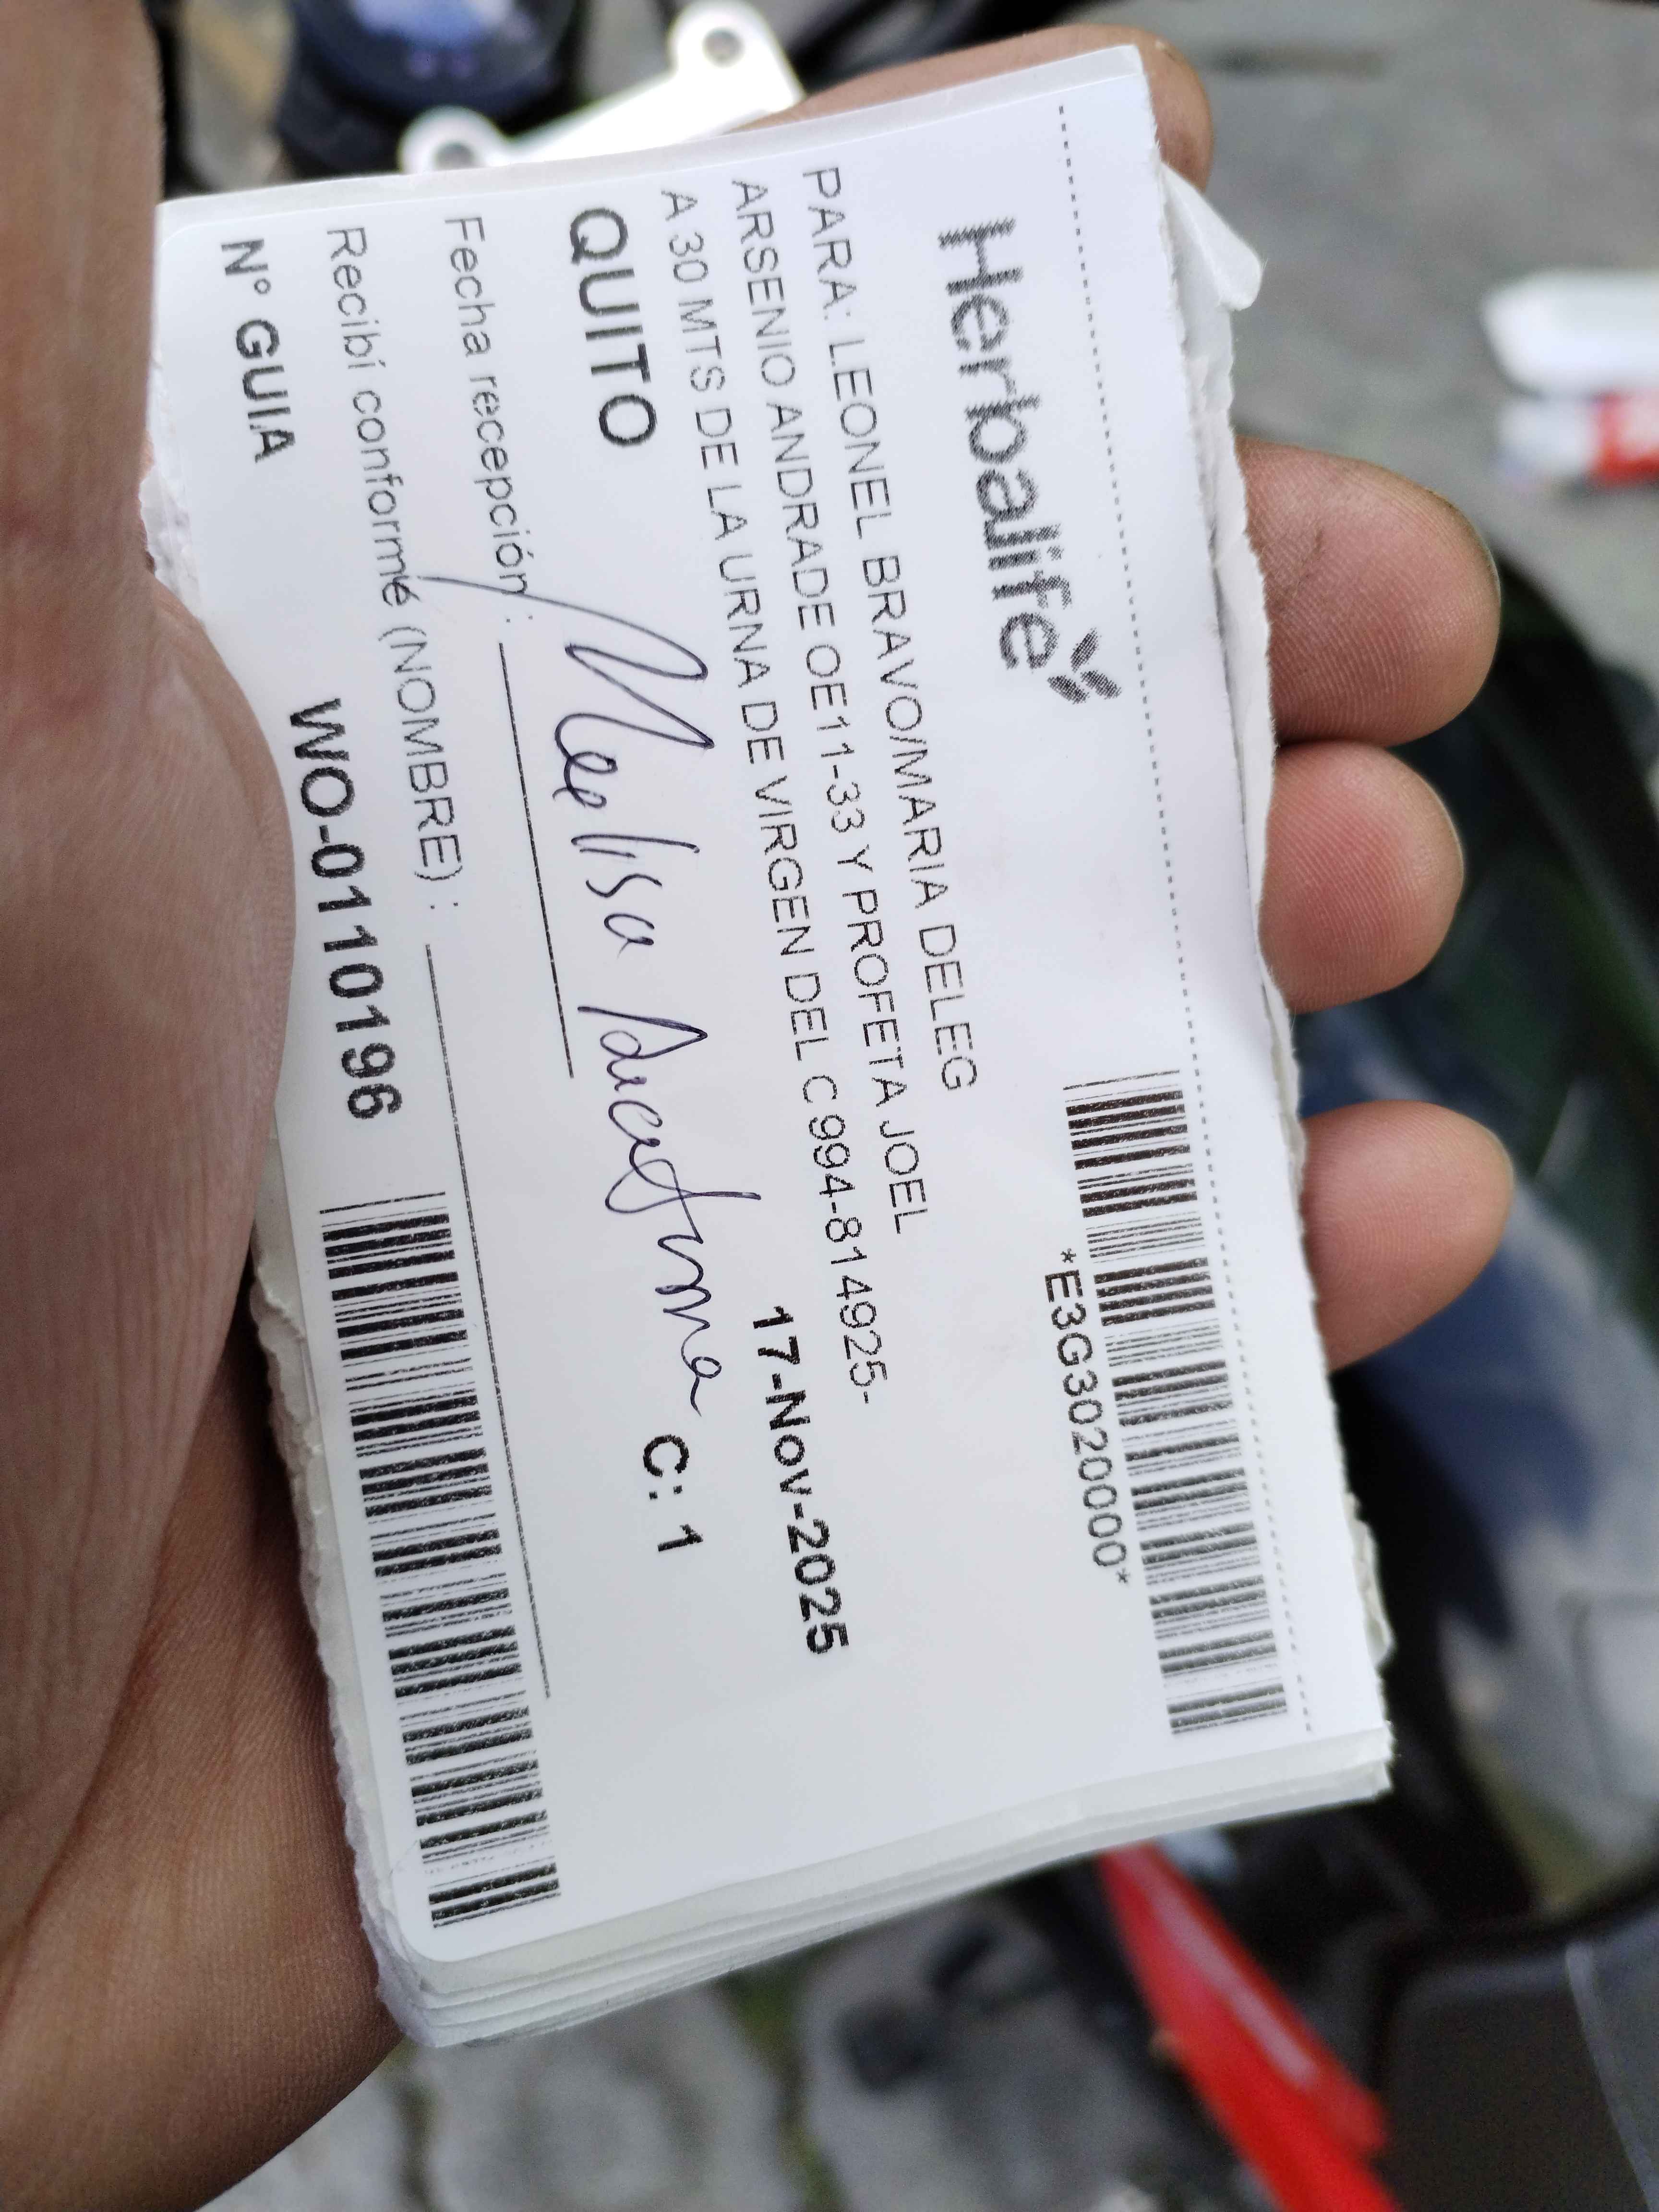 Herbalife
*E3G3020000*
PARA: LEONEL BRAVO/MARIA DELEG
ARSENIO ANDRADE OE11-33 Y PROFETA JOEL
A 30 MTS DE LA URNA DE VIRGEN DEL C 994-814925-
17-Nov-2025
QUITO
C: 1
Melisa
Fecha recepción :
Recibí conforme (NOMBRE) :
Nº GUIA WO-0110196